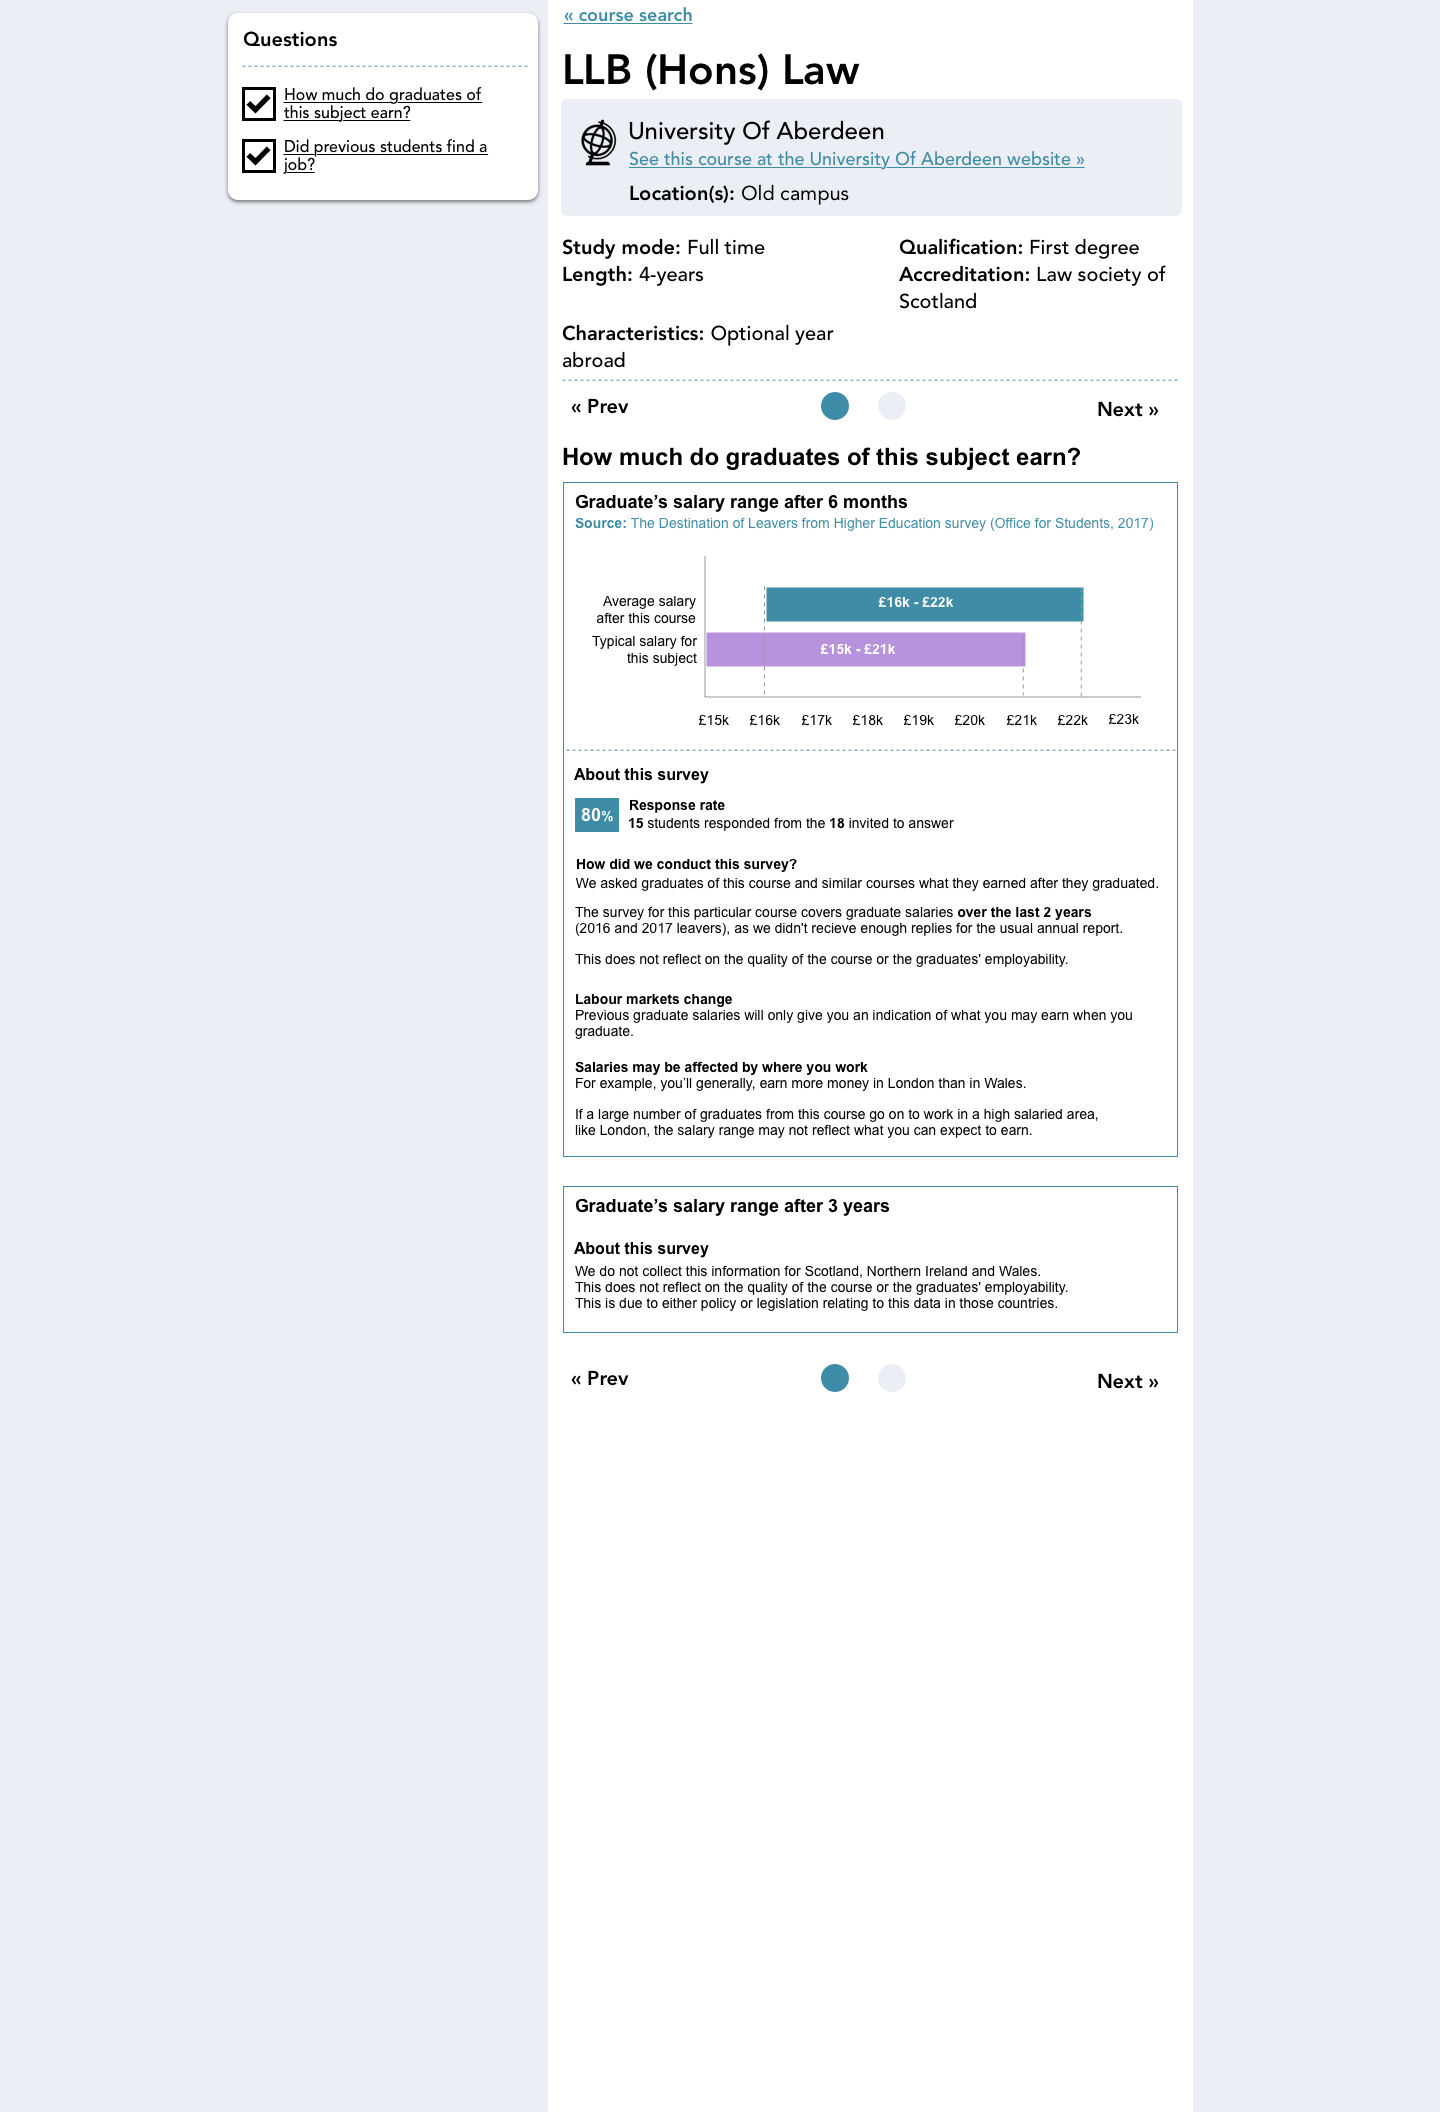 Questions
How much do graduates of
this subject earn?
Did previous students find a
job?
« course search
LLB (Hons) Law
University Of Aberdeen
See this course at the University Of Aberdeen website »
Location(s): Old campus
Study mode: Full time
Length: 4-years
Qualification: First degree
Accreditation: Law society of
Scotland
Characteristics: Optional year
abroad
« Prev
Next »
How much do graduates of this subject earn?
Graduate’s salary range after 6 months
Source: The Destination of Leavers from Higher Education survey (Office for Students, 2017)
Average salary
after this course
£16k - £22k
Typical salary for
this subject
£15k - £21k
£15k £16k £17k £18k £19k £20k £21k £22k £23k
About this survey
80%
Response rate
15 students responded from the 18 invited to answer
How did we conduct this survey?
We asked graduates of this course and similar courses what they earned after they graduated.
The survey for this particular course covers graduate salaries over the last 2 years
(2016 and 2017 leavers), as we didn't recieve enough replies for the usual annual report.
This does not reflect on the quality of the course or the graduates' employability.
Labour markets change
Previous graduate salaries will only give you an indication of what you may earn when you
graduate.
Salaries may be affected by where you work
For example, you’ll generally, earn more money in London than in Wales.
If a large number of graduates from this course go on to work in a high salaried area,
like London, the salary range may not reflect what you can expect to earn.
Graduate’s salary range after 3 years
About this survey
We do not collect this information for Scotland, Northern Ireland and Wales.
This does not reflect on the quality of the course or the graduates' employability.
This is due to either policy or legislation relating to this data in those countries.
« Prev
Next »